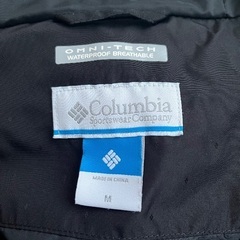 OMNI-TECH
WATERPROOF BREATHABLE
Columbia
Sportswear Company
MADE IN CHINA
M